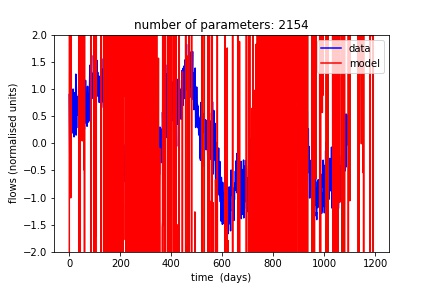 number of parameters: 2154
data
model
2.0
1.5
1.0
0.5
0.0
−0.5
−1.0
−1.5
−2.0
flows (normalised units)
0 200 400 600 800 1000 1200
time (days)